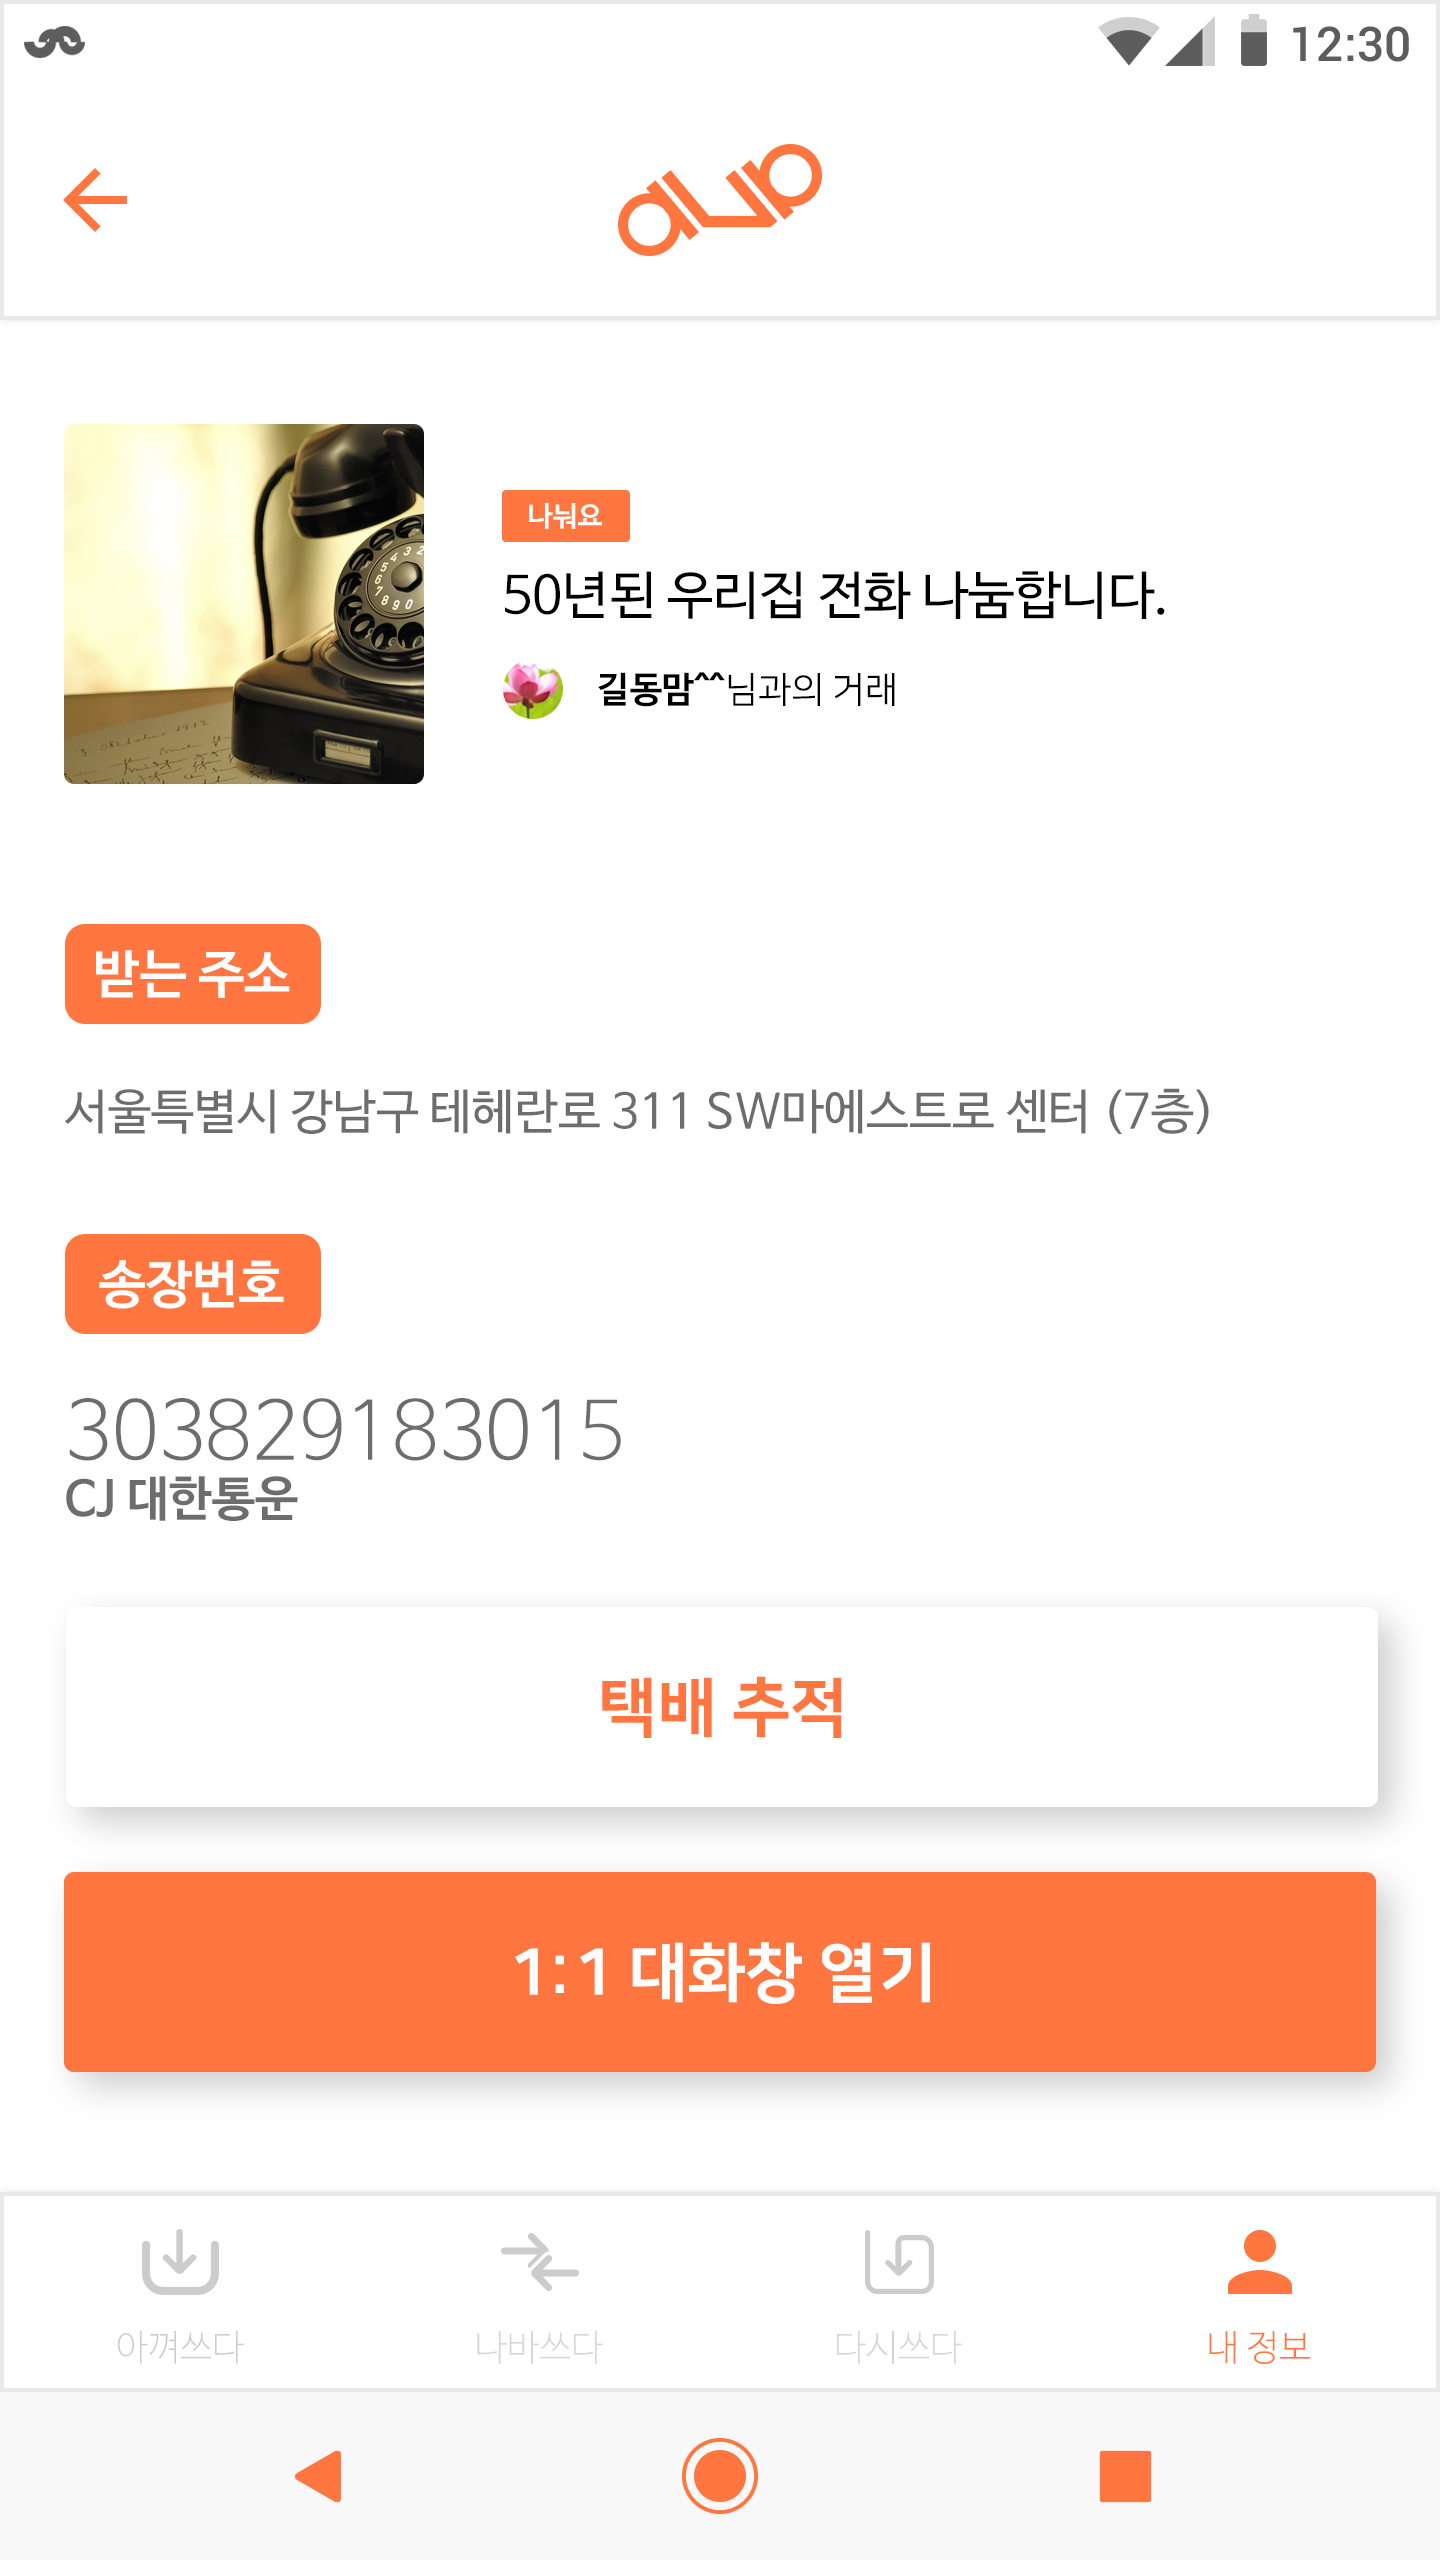 12:30
나눠요
50년된 우리집 전화 나눔합니다.
길동맘^^님과의 거래
받는 주소
서울특별시 강남구 테헤란로 311 SW마에스트로 센터 (7층)
송장번호
303829183015
CJ 대한통운
택배 추적
1:1 대화창 열기
아껴쓰다
나바쓰다
다시쓰다
내 정보